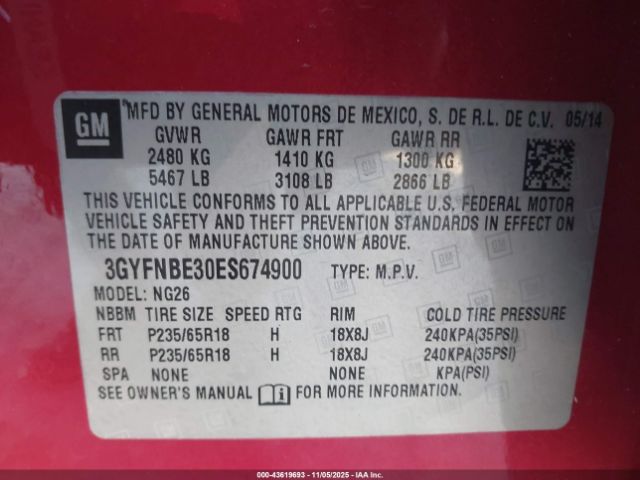 GM
MFD BY GENERAL MOTORS DE MEXICO, S. DE R.L. DE C.V. 05/14
GVWR GAWR FRT GAWR RR
2480 KG 1410 KG 1300 KG
5467 LB 3108 LB 2866 LB
THIS VEHICLE CONFORMS TO ALL APPLICABLE U.S. FEDERAL MOTOR
VEHICLE SAFETY AND THEFT PREVENTION STANDARDS IN EFFECT ON
THE DATE OF MANUFACTURE SHOWN ABOVE.
3GYFNBE30ES674900 TYPE: M.P.V.
MODEL: NG26
NBBM TIRE SIZE SPEED RTG RIM COLD TIRE PRESSURE
FRT P235/65R18 H 18X8J 240KPA(35PSI)
RR P235/65R18 H 18X8J 240KPA(35PSI)
SPA NONE NONE KPA(PSI)
SEE OWNER'S MANUAL FOR MORE INFORMATION.
000-43619693 - 11/05/2025 - IAA Inc.